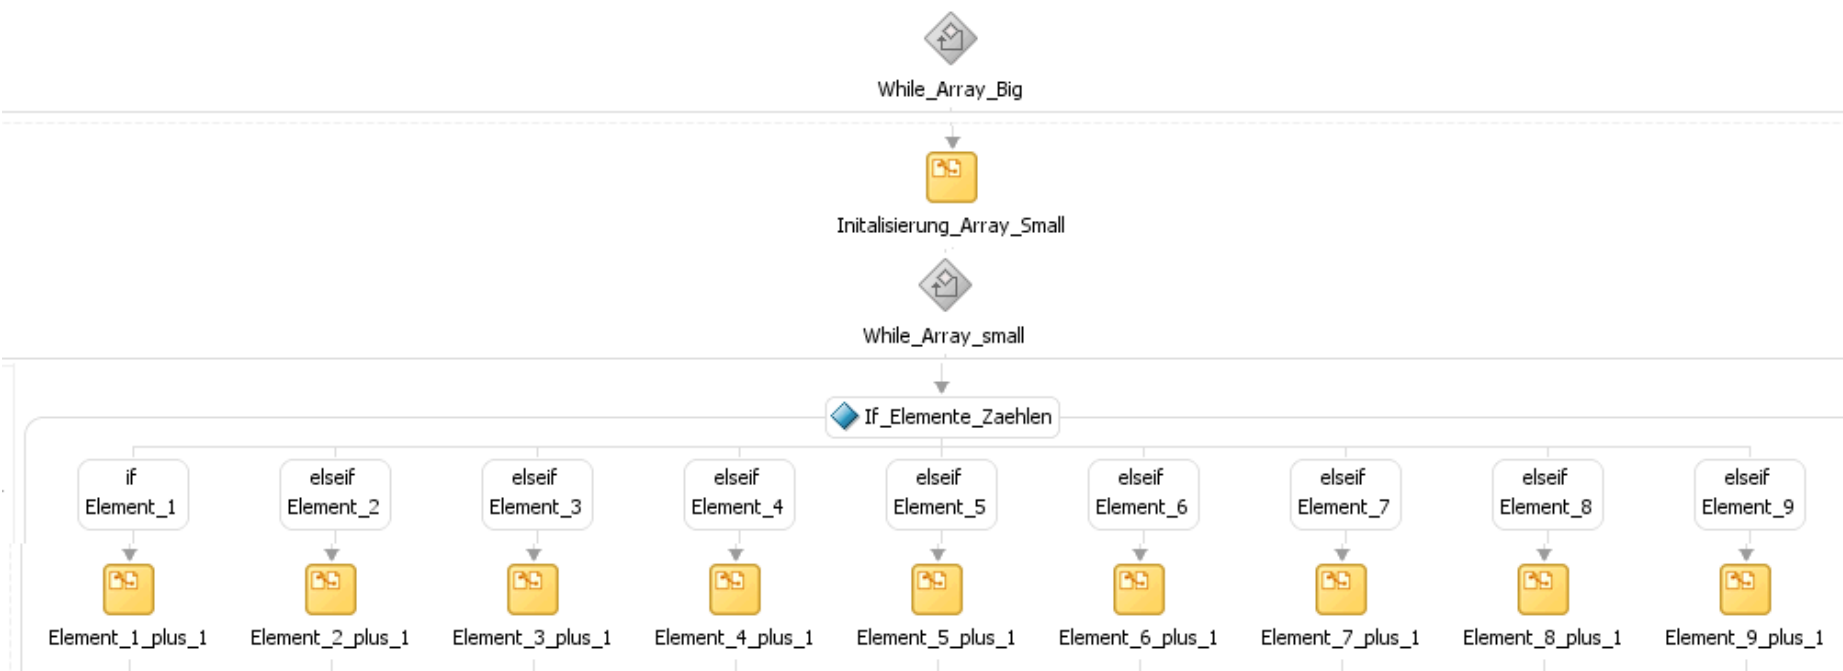 While_Array_Big
Initalisierung_Array_Small
While_Array_small
If_Elemente_Zaehlen
if elseif elseif elseif elseif elseif elseif elseif elseif
Element_1 Element_2 Element_3 Element_4 Element_5 Element_6 Element_7 Element_8 Element_9
Element_1_plus_1 Element_2_plus_1 Element_3_plus_1 Element_4_plus_1 Element_5_plus_1 Element_6_plus_1 Element_7_plus_1 Element_8_plus_1 Element_9_plus_1